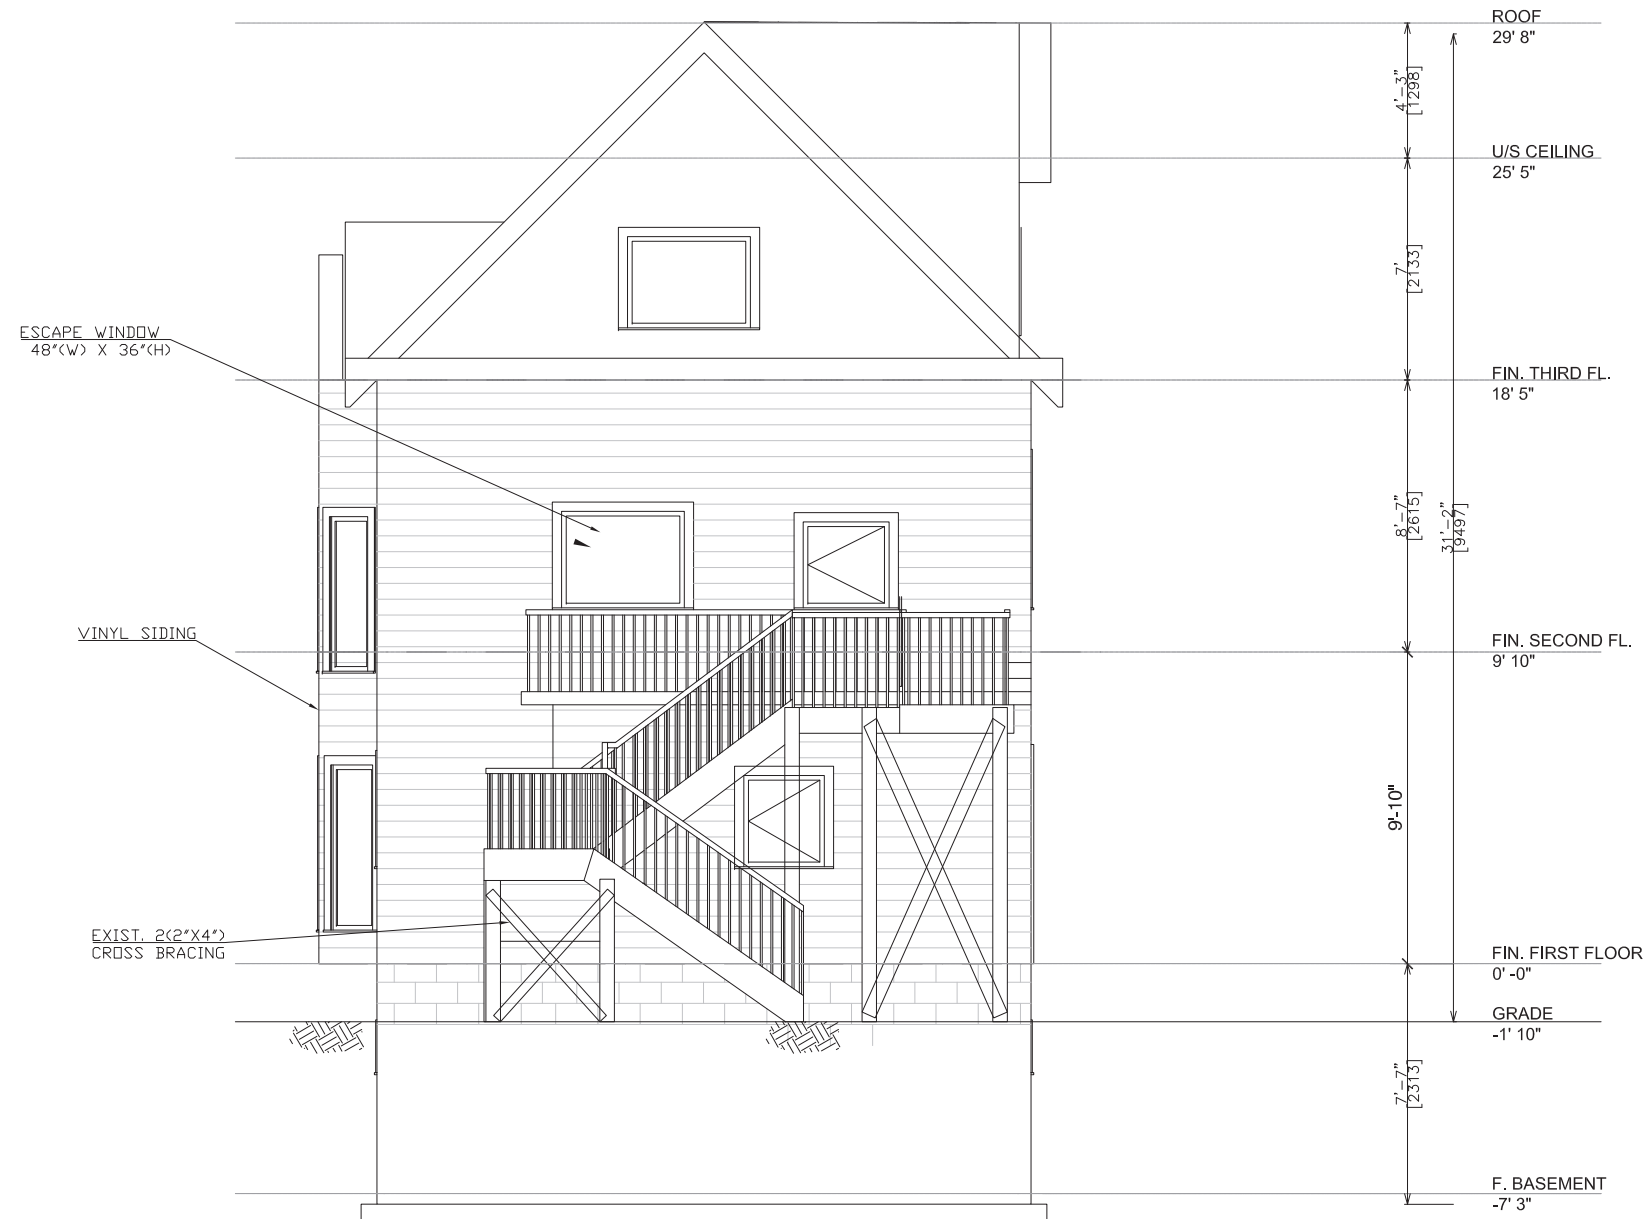 ROOF
29' 8"
4'-3"
[1298]
U/S CEILING
25' 5"
7'
[2133]
ESCAPE WINDOW
48"(W) X 36"(H)
FIN. THIRD FL.
18' 5"
8'-7"
[2615]
31'-2"
[9497]
VINYL SIDING
FIN. SECOND FL.
9' 10"
9'-10"
EXIST. 2(2"X4")
CROSS BRACING
FIN. FIRST FLOOR
0' -0"
GRADE
-1' 10"
7'-7"
[2313]
F. BASEMENT
-7' 3"